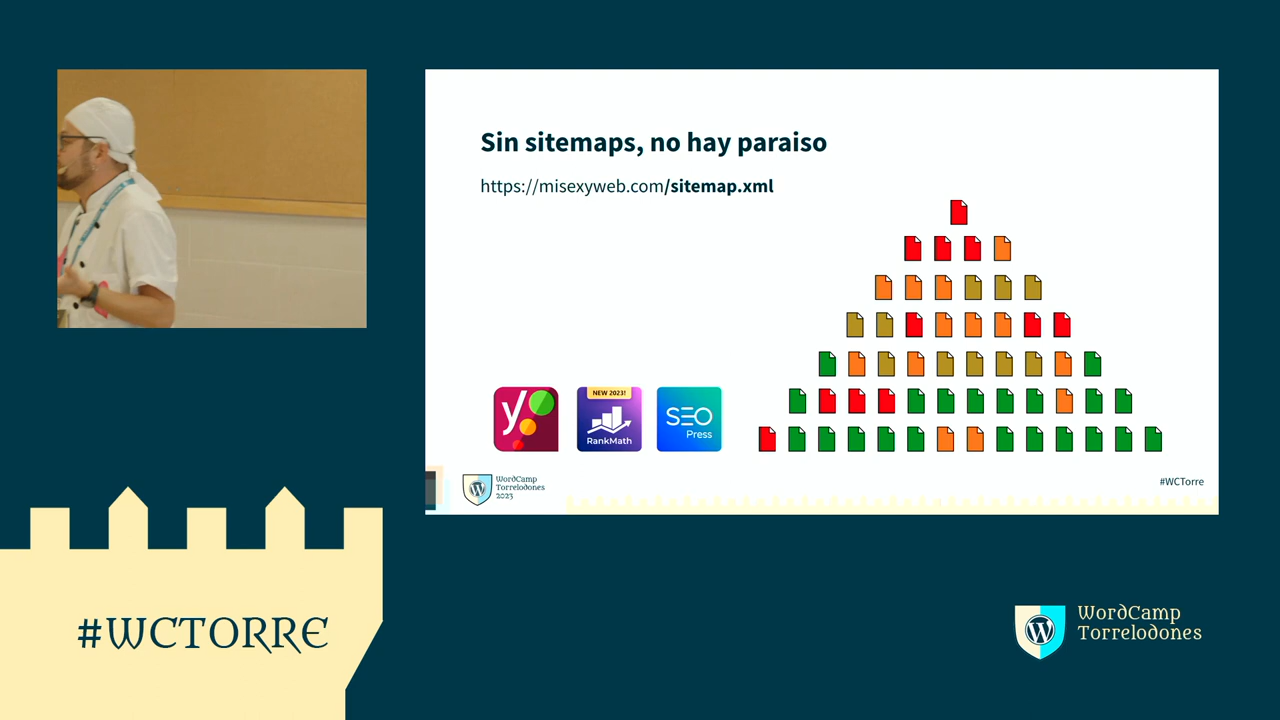 Sin sitemaps, no hay paraiso
https://misexyweb.com/sitemap.xml
y
NEW 2023!
RankMath
SEO
Press
WordCamp
Torrelodones
2023
#WCTorre
#WCTORRE
WordCamp
Torrelodones